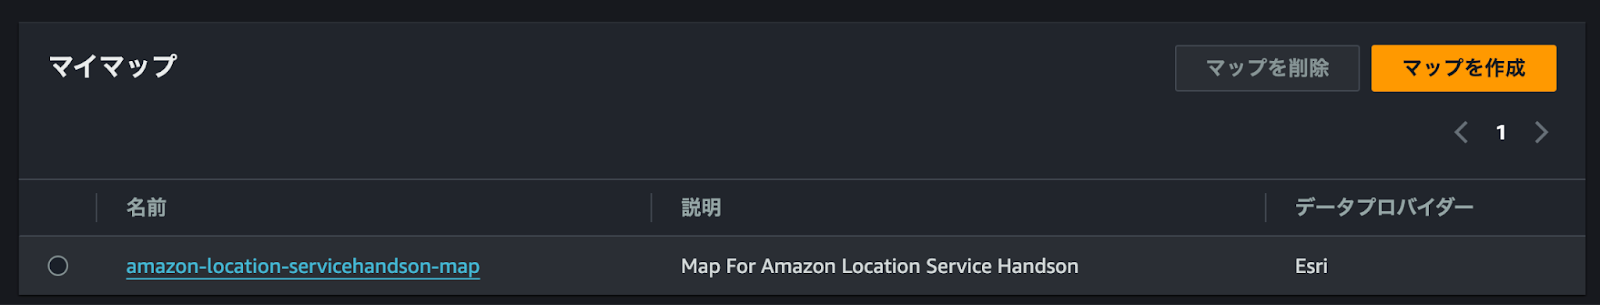 マイマップ
マップを削除
マップを作成
1
名前
説明
データプロバイダー
amazon-location-servicehandson-map
Map For Amazon Location Service Handson
Esri